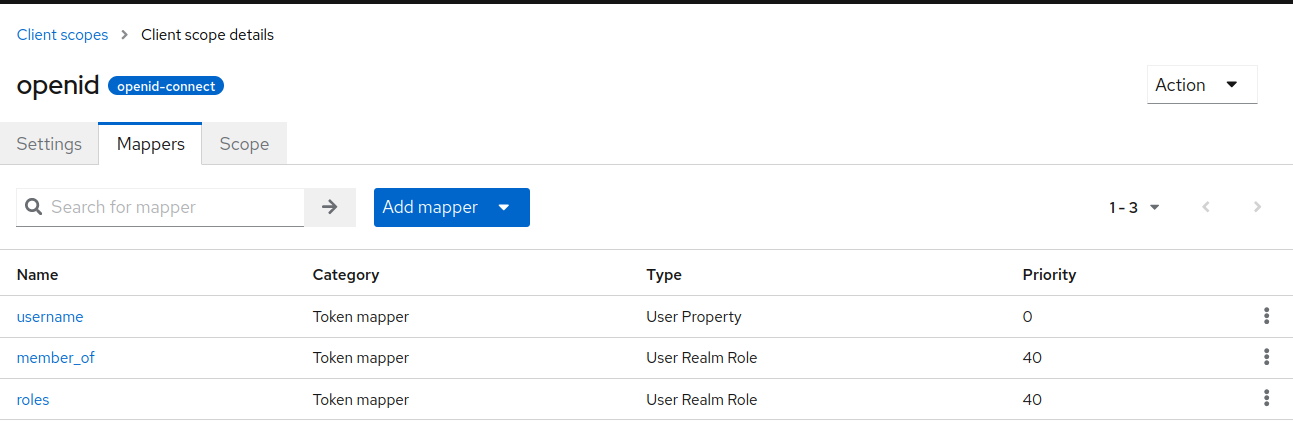 Client scopes > Client scope details
openid openid-connect
Action
Settings Mappers Scope
Search for mapper Add mapper 1 - 3
Name Category Type Priority
username Token mapper User Property 0
member_of Token mapper User Realm Role 40
roles Token mapper User Realm Role 40